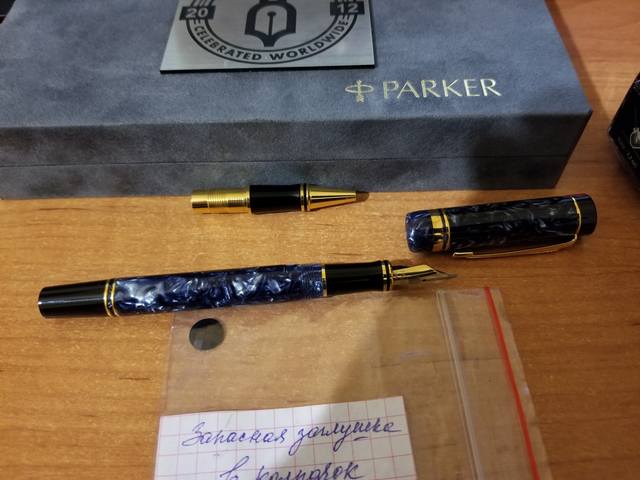 20 12
CELEBRATED WORLDWIDE
PARKER
Запасная заглушка
в колпачок